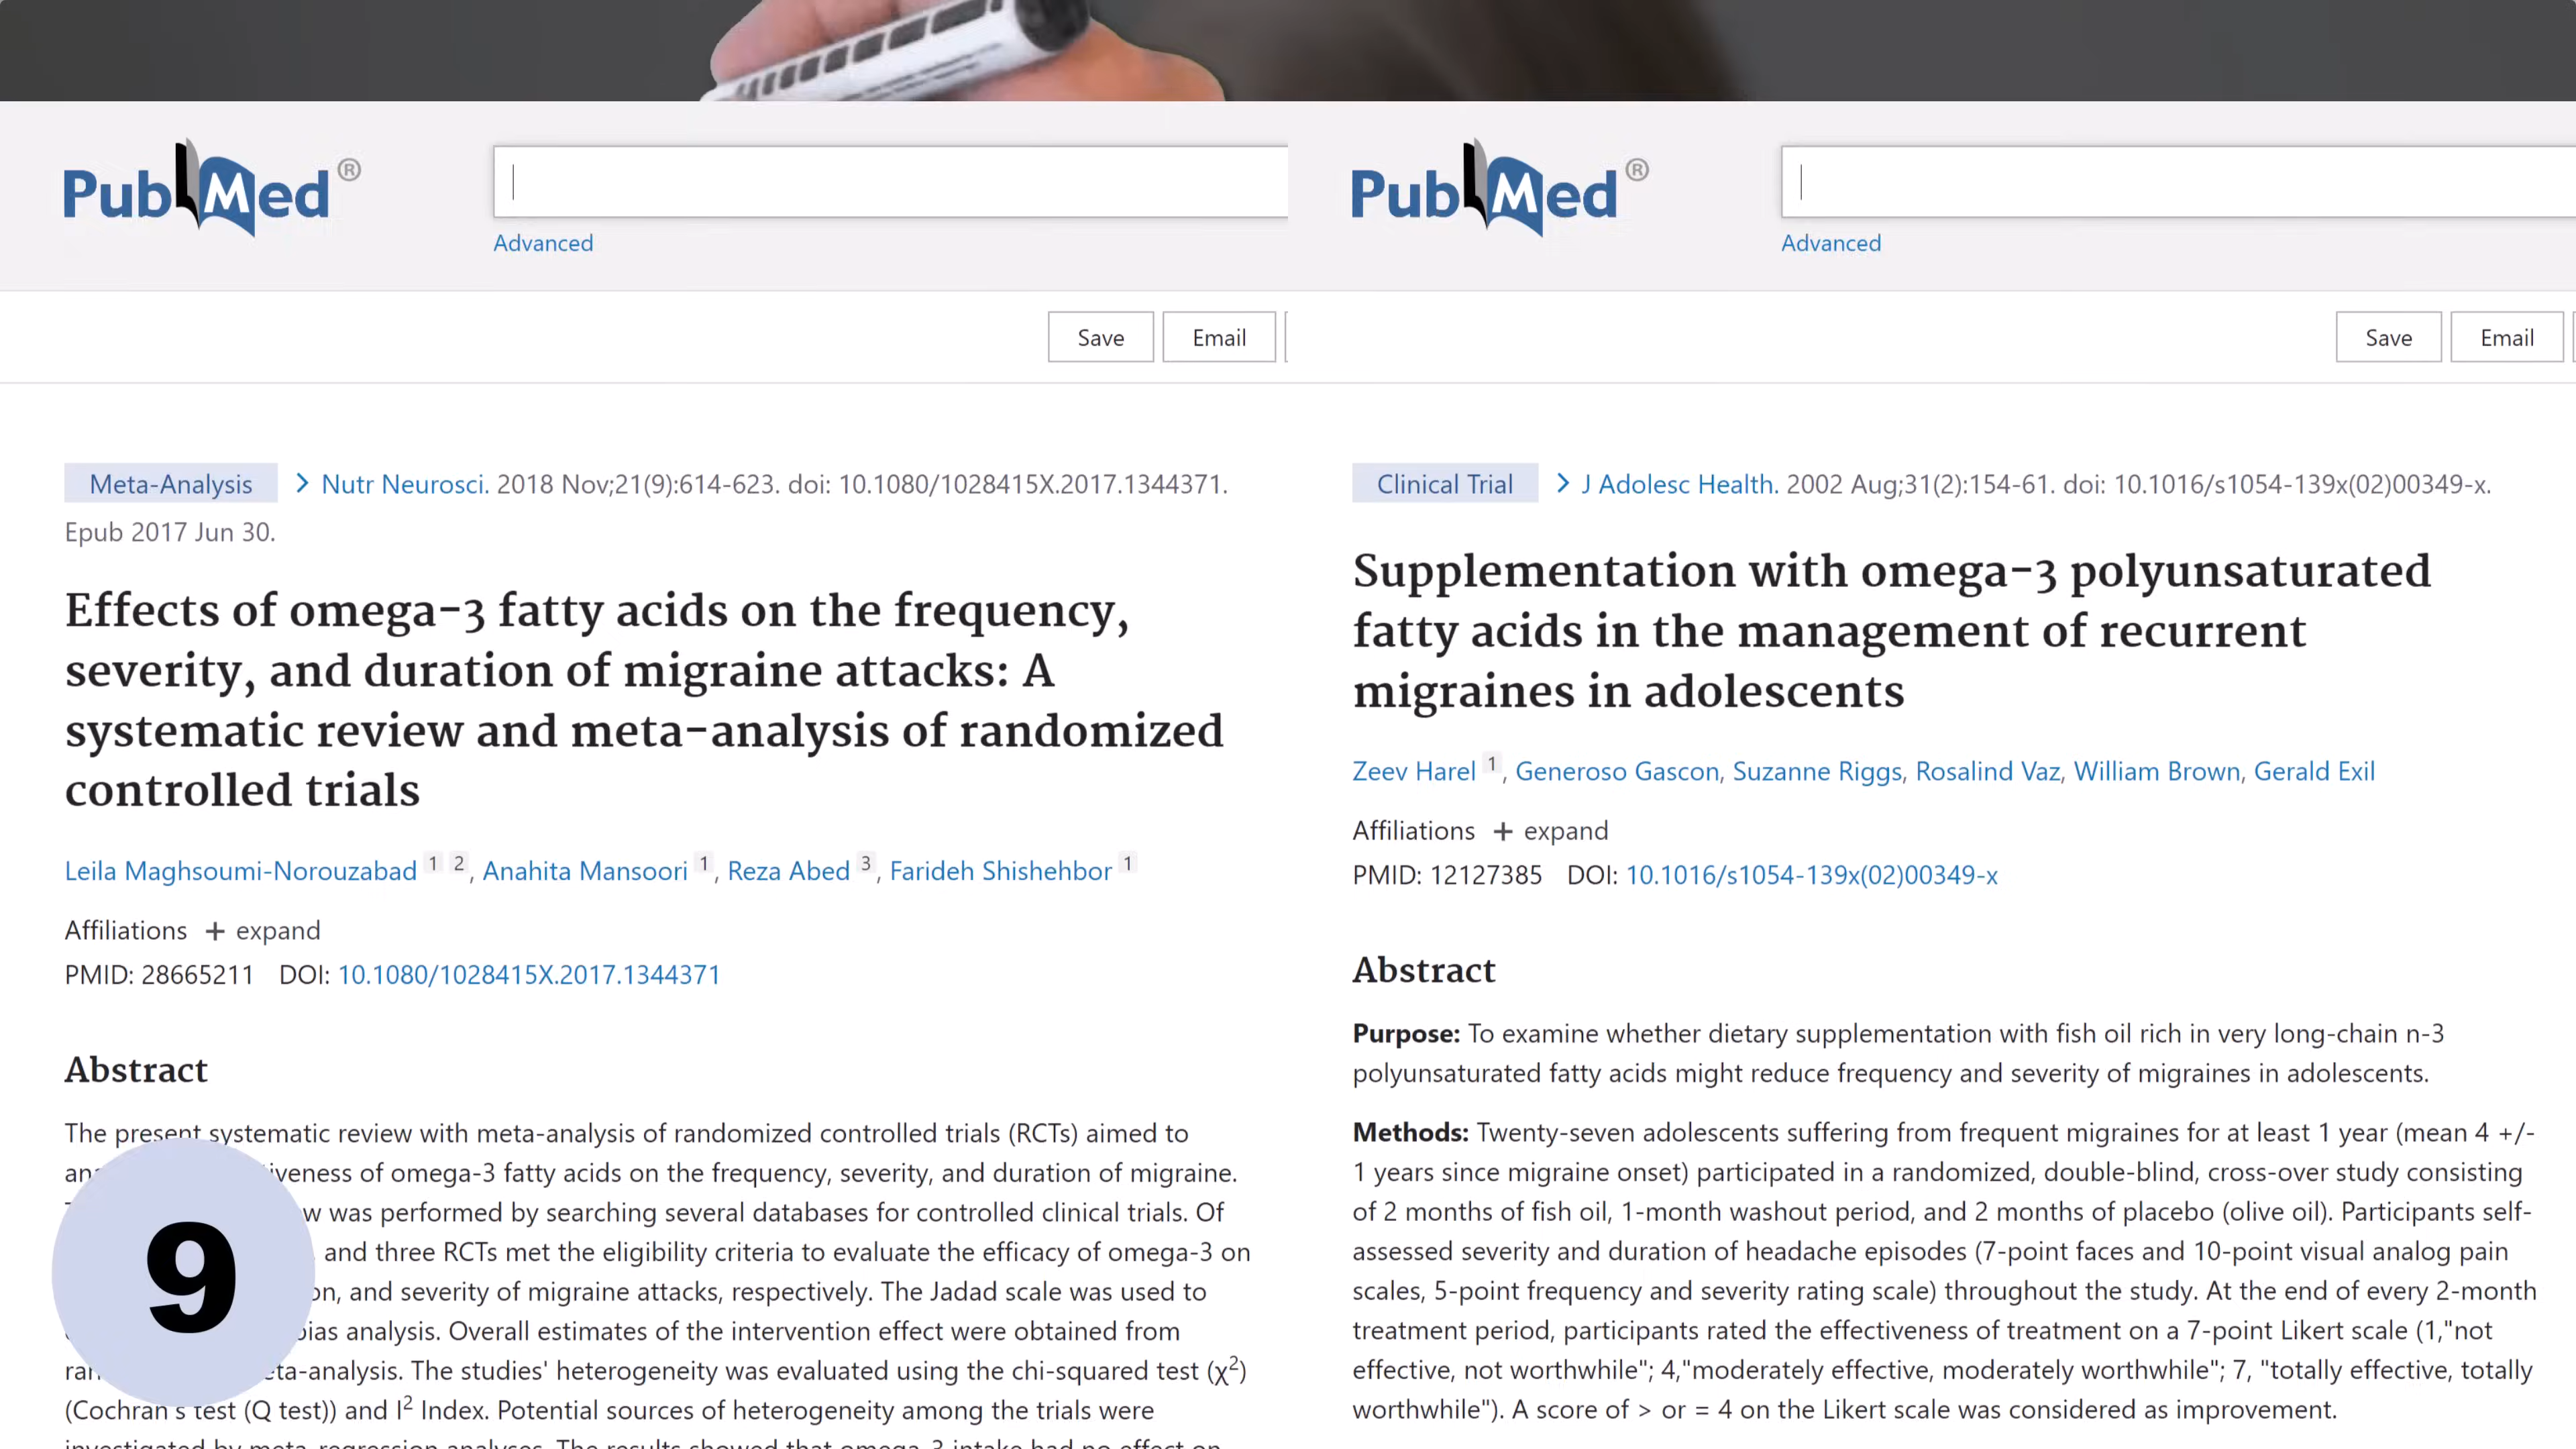 PubMed®
Advanced
Save Email
Meta-Analysis > Nutr Neurosci. 2018 Nov;21(9):614-623. doi: 10.1080/1028415X.2017.1344371.
Epub 2017 Jun 30.
Effects of omega-3 fatty acids on the frequency,
severity, and duration of migraine attacks: A
systematic review and meta-analysis of randomized
controlled trials
Leila Maghsoumi-Norouzabad 1 2, Anahita Mansoori 1, Reza Abed 3, Farideh Shishehbor 1
Affiliations + expand
PMID: 28665211 DOI: 10.1080/1028415X.2017.1344371
Abstract
The present systematic review with meta-analysis of randomized controlled trials (RCTs) aimed to
of omega-3 fatty acids on the frequency, severity, and duration of migraine.
was performed by searching several databases for controlled clinical trials. Of
and three RCTs met the eligibility criteria to evaluate the efficacy of omega-3 on
and severity of migraine attacks, respectively. The Jadad scale was used to
analysis. Overall estimates of the intervention effect were obtained from
The studies' heterogeneity was evaluated using the chi-squared test (χ²)
(Cochran's test (Q test)) and I² Index. Potential sources of heterogeneity among the trials were
investigated by meta-regression analyses. The results showed that omega-3 intake had no effect on
9
PubMed®
Advanced
Save Email
Clinical Trial > J Adolesc Health. 2002 Aug;31(2):154-61. doi: 10.1016/s1054-139x(02)00349-x.
Supplementation with omega-3 polyunsaturated
fatty acids in the management of recurrent
migraines in adolescents
Zeev Harel 1, Generoso Gascon, Suzanne Riggs, Rosalind Vaz, William Brown, Gerald Exil
Affiliations + expand
PMID: 12127385 DOI: 10.1016/s1054-139x(02)00349-x
Abstract
Purpose: To examine whether dietary supplementation with fish oil rich in very long-chain n-3
polyunsaturated fatty acids might reduce frequency and severity of migraines in adolescents.
Methods: Twenty-seven adolescents suffering from frequent migraines for at least 1 year (mean 4 +/-
1 years since migraine onset) participated in a randomized, double-blind, cross-over study consisting
of 2 months of fish oil, 1-month washout period, and 2 months of placebo (olive oil). Participants self-
assessed severity and duration of headache episodes (7-point faces and 10-point visual analog pain
scales, 5-point frequency and severity rating scale) throughout the study. At the end of every 2-month
treatment period, participants rated the effectiveness of treatment on a 7-point Likert scale (1,"not
effective, not worthwhile"; 4,"moderately effective, moderately worthwhile"; 7, "totally effective, totally
worthwhile"). A score of > or = 4 on the Likert scale was considered as improvement.